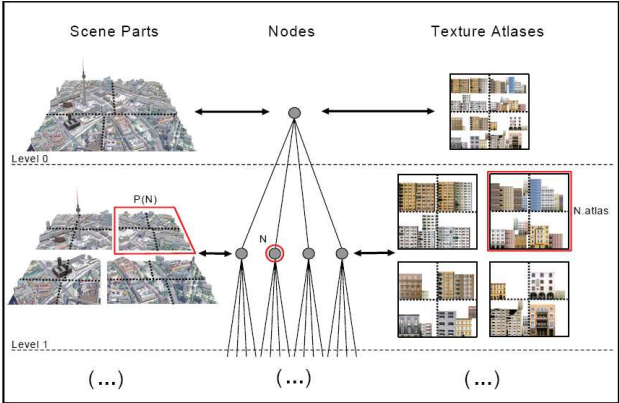 Scene Parts
Nodes
Texture Atlases
Level 0
P(N)
N
N.atlas
Level 1
(...)
(...)
(...)